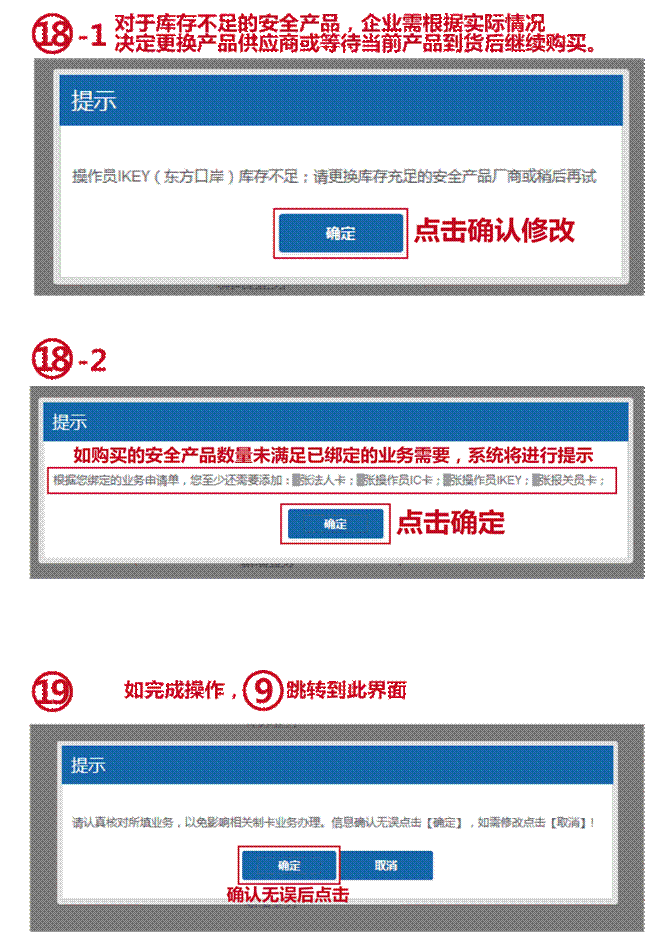 ⑱-1 对于库存不足的安全产品，企业需根据实际情况
决定更换产品供应商或等待当前产品到货后继续购买。
提示
操作员IKEY（东方口岸）库存不足；请更换库存充足的安全产品厂商或稍后再试
确定 点击确认修改
⑱-2
提示
如购买的安全产品数量未满足已绑定的业务需要，系统将进行提示
根据您绑定的业务申请单，您至少还需要添加：张法人卡；张操作员IC卡；张操作员IKEY；张报关员卡；
确定 点击确定
⑲ 如完成操作，⑨跳转到此界面
提示
请认真核对所填业务，以免影响相关制卡业务办理。信息确认无误点击【确定】，如需修改点击【取消】！
确定 取消
确认无误后点击